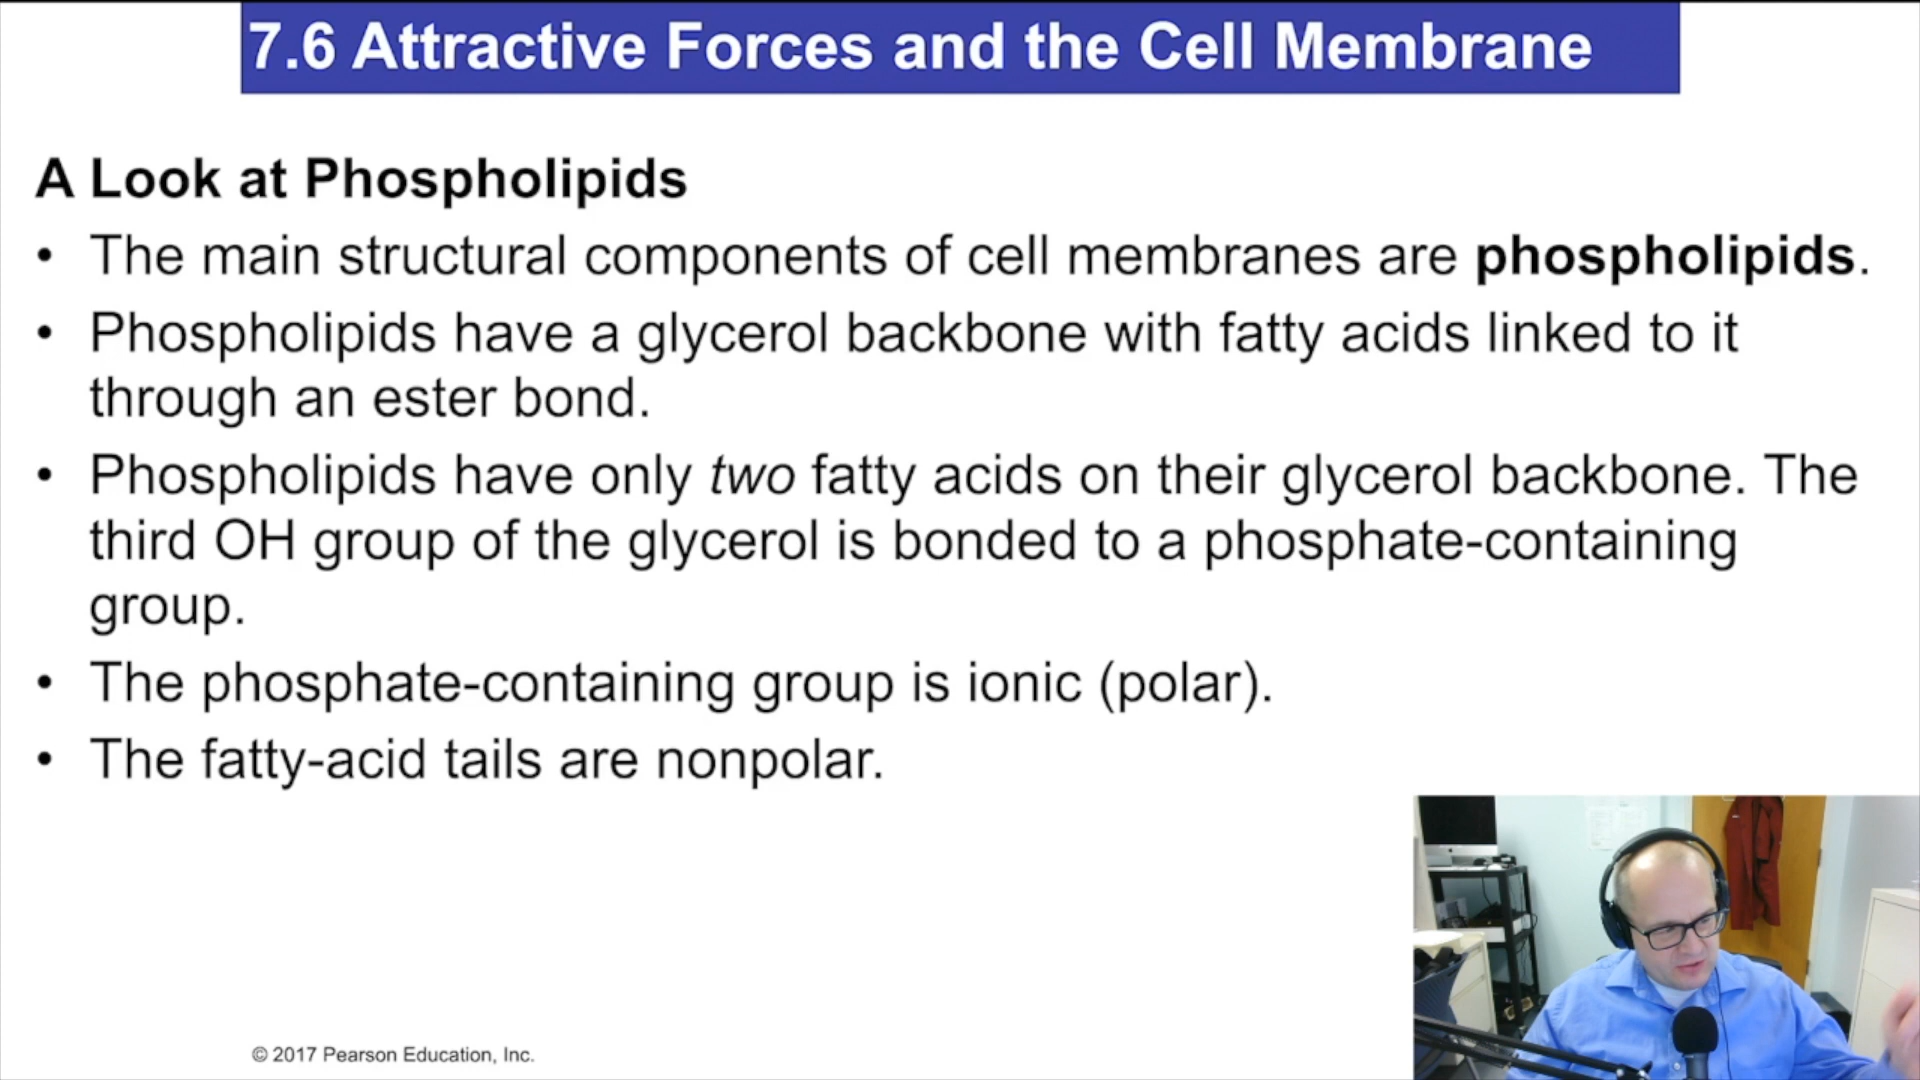 7.6 Attractive Forces and the Cell Membrane
A Look at Phospholipids
• The main structural components of cell membranes are phospholipids.
• Phospholipids have a glycerol backbone with fatty acids linked to it
through an ester bond.
• Phospholipids have only two fatty acids on their glycerol backbone. The
third OH group of the glycerol is bonded to a phosphate-containing
group.
• The phosphate-containing group is ionic (polar).
• The fatty-acid tails are nonpolar.
© 2017 Pearson Education, Inc.